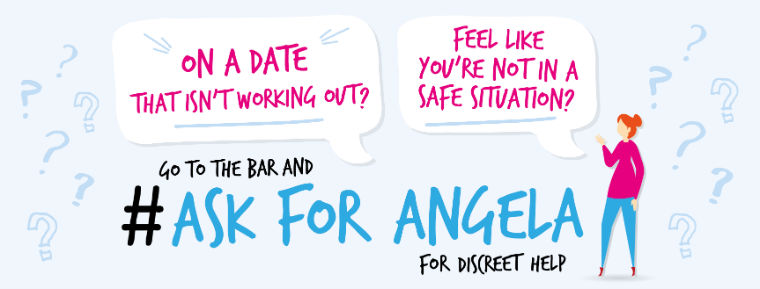 ON A DATE
THAT ISN'T WORKING OUT?
FEEL LIKE
YOU'RE NOT IN A
SAFE SITUATION?
GO TO THE BAR AND
#ASK FOR ANGELA
FOR DISCREET HELP